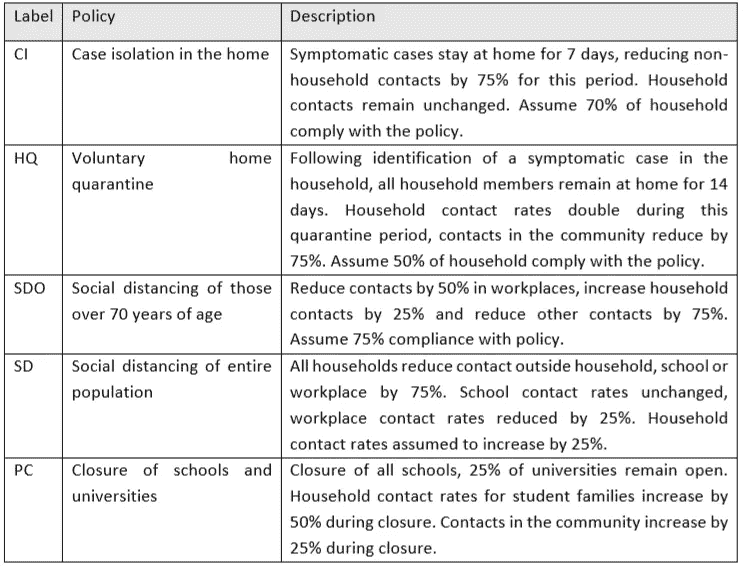 Label Policy Description
CI Case isolation in the home Symptomatic cases stay at home for 7 days, reducing non-
household contacts by 75% for this period. Household
contacts remain unchanged. Assume 70% of household
comply with the policy.
HQ Voluntary home Following identification of a symptomatic case in the
quarantine household, all household members remain at home for 14
days. Household contact rates double during this
quarantine period, contacts in the community reduce by
75%. Assume 50% of household comply with the policy.
SDO Social distancing of those Reduce contacts by 50% in workplaces, increase household
over 70 years of age contacts by 25% and reduce other contacts by 75%.
Assume 75% compliance with policy.
SD Social distancing of entire All households reduce contact outside household, school or
population workplace by 75%. School contact rates unchanged,
workplace contact rates reduced by 25%. Household
contact rates assumed to increase by 25%.
PC Closure of schools and Closure of all schools, 25% of universities remain open.
universities Household contact rates for student families increase by
50% during closure. Contacts in the community increase by
25% during closure.